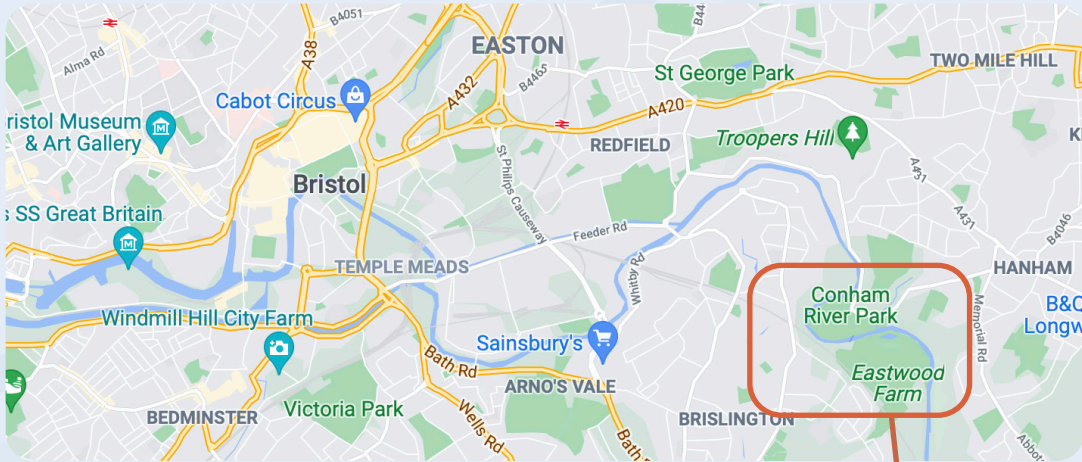 B4051
B44
EASTON
Alma Rd
A38
TWO MILE HILL
B4465
St George Park
Cabot Circus
A432
A420
ristol Museum
& Art Gallery
Troopers Hill
REDFIELD
K
St Philips Causeway
A431
Bristol
A431
s SS Great Britain
B4046
Feeder Rd
TEMPLE MEADS
Whitby Rd
HANHAM
Conham
River Park
B&Q
Longw
Memorial Rd
Windmill Hill City Farm
Sainsbury's
Bath Rd
Eastwood
Farm
ARNO'S VALE
Victoria Park
BEDMINSTER
Wells Rd
BRISLINGTON
Bath R
Abbots